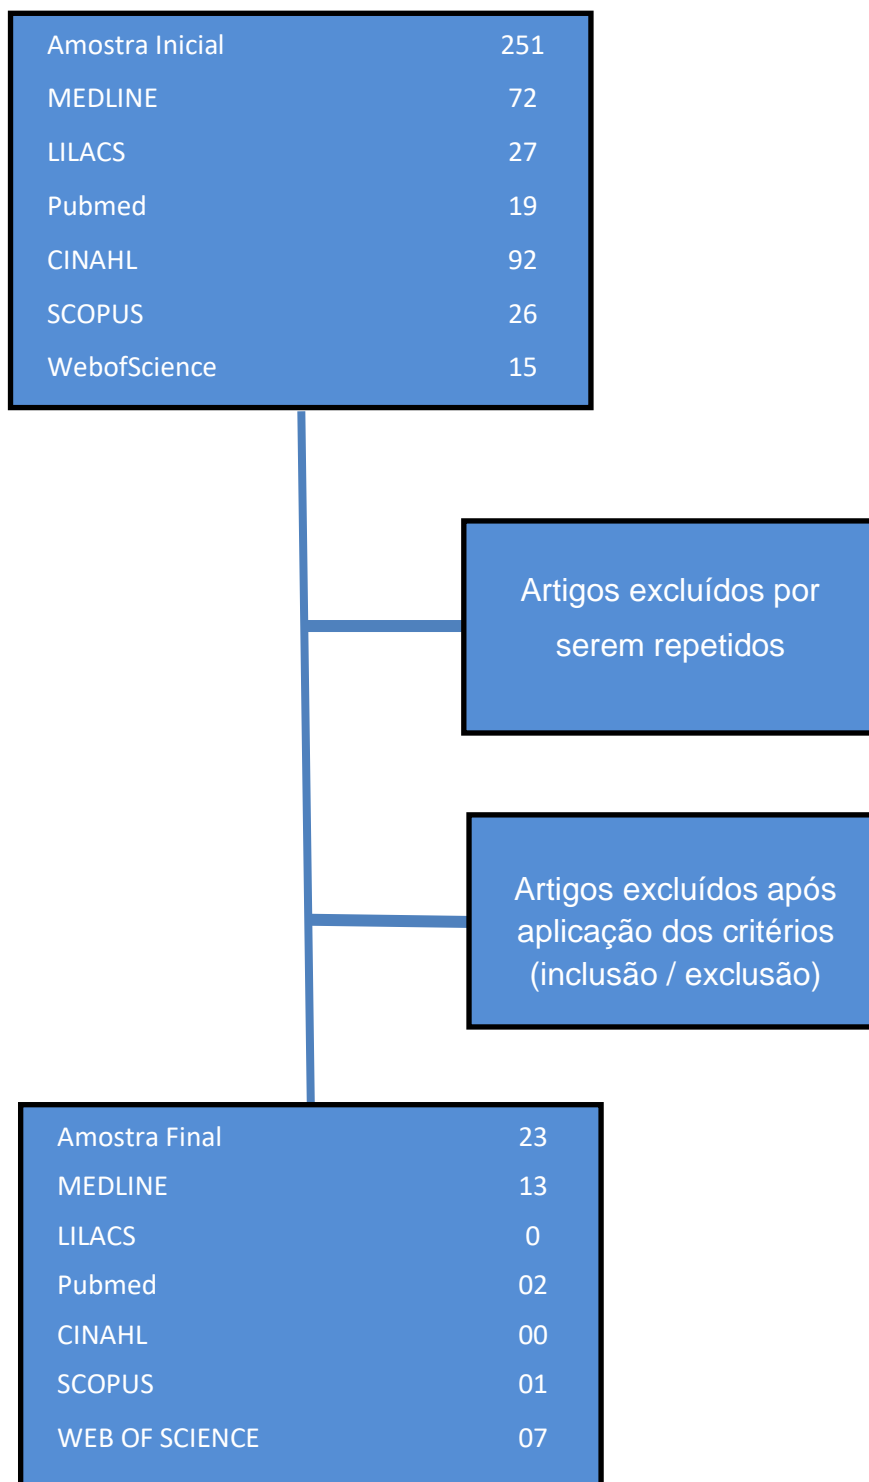 Amostra Inicial 251
MEDLINE 72
LILACS 27
Pubmed 19
CINAHL 92
SCOPUS 26
WebofScience 15
Artigos excluídos por
serem repetidos
Artigos excluídos após
aplicação dos critérios
(inclusão / exclusão)
Amostra Final 23
MEDLINE 13
LILACS 0
Pubmed 02
CINAHL 00
SCOPUS 01
WEB OF SCIENCE 07